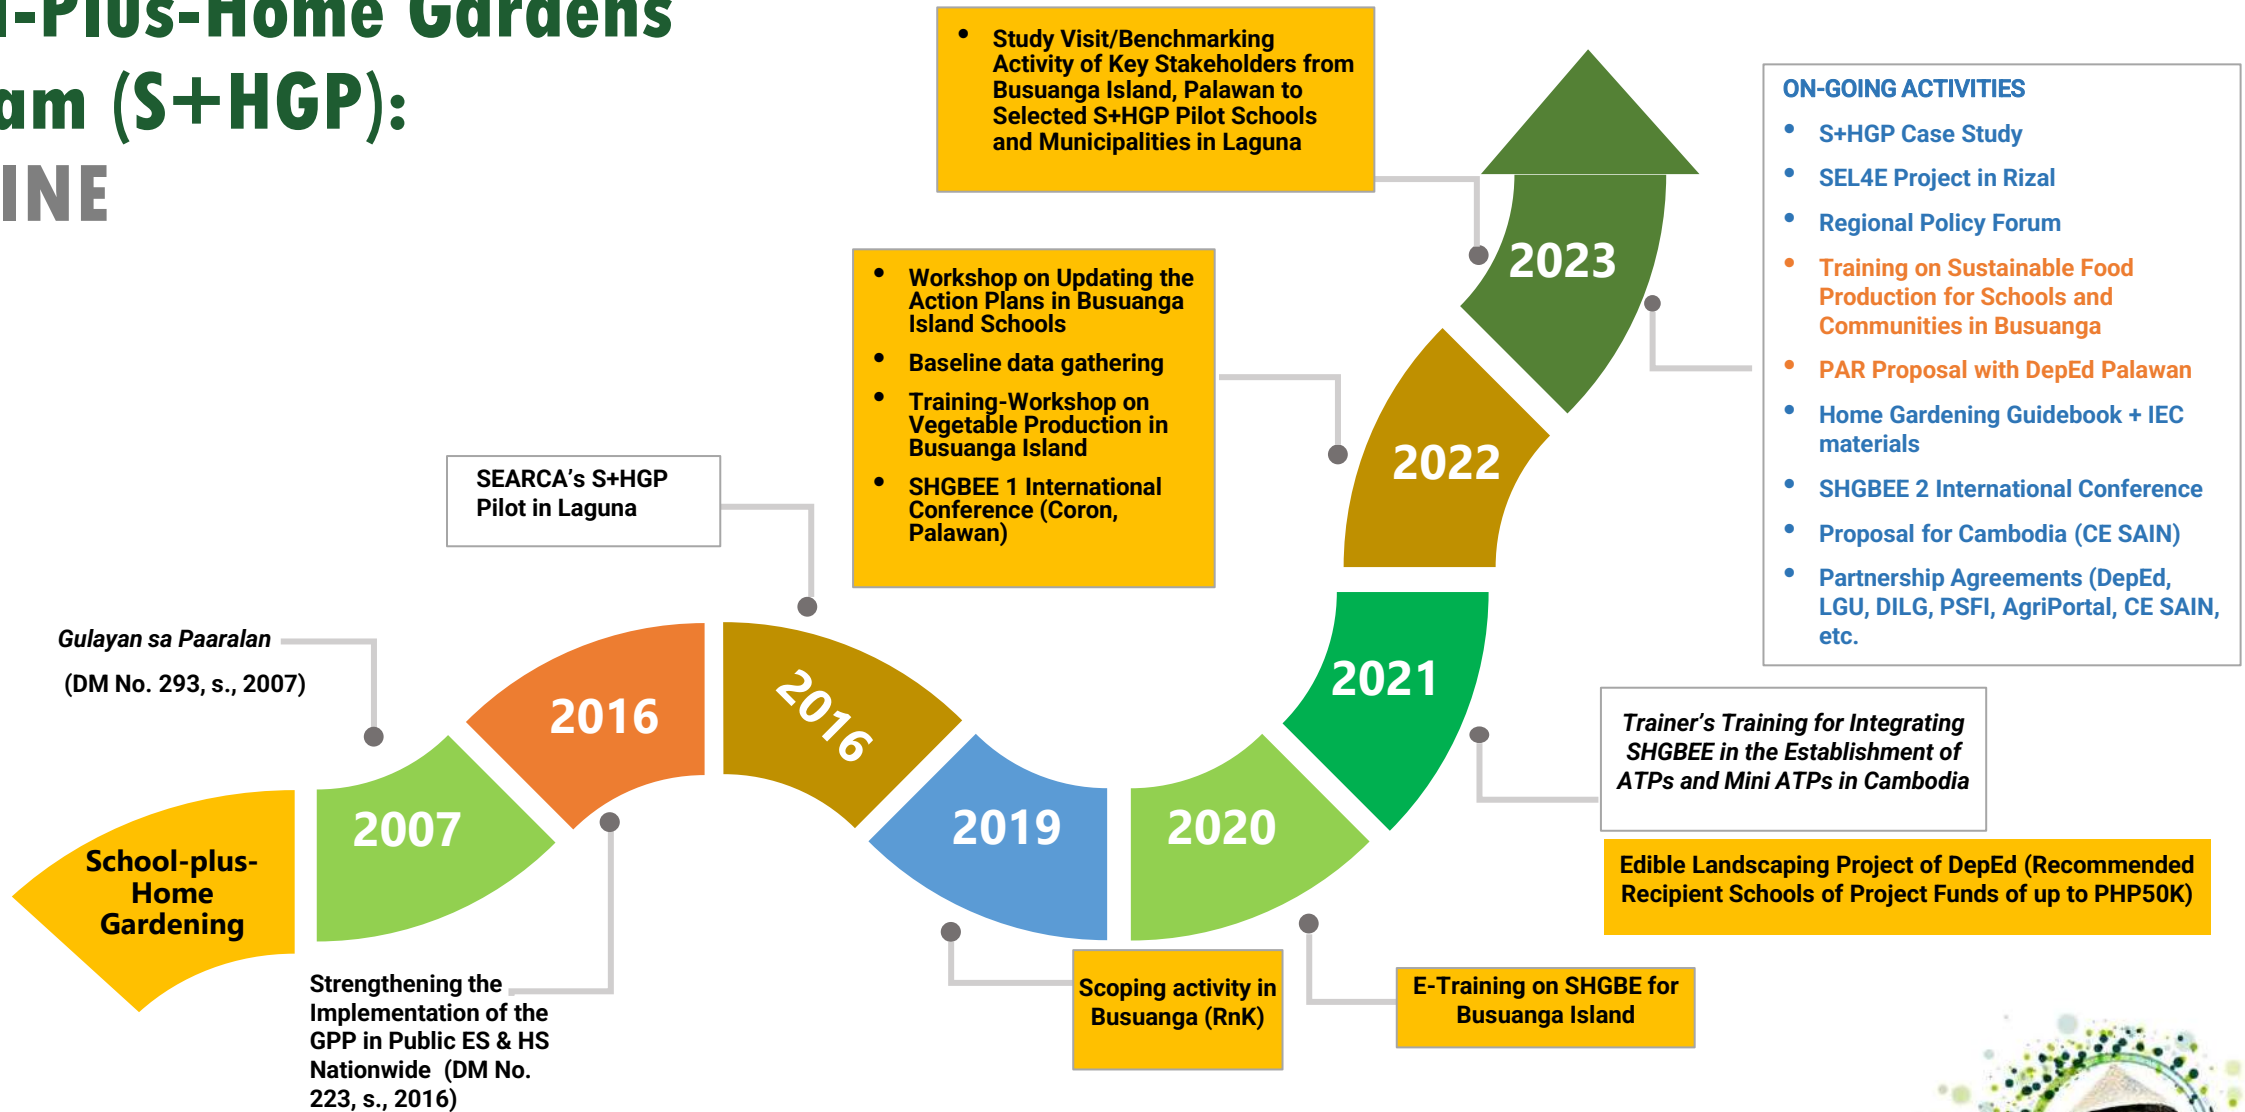 -Plus-Home Gardens
am (S+HGP):
INE
• Study Visit/Benchmarking
Activity of Key Stakeholders from
Busuanga Island, Palawan to
Selected S+HGP Pilot Schools
and Municipalities in Laguna
ON-GOING ACTIVITIES
• S+HGP Case Study
• SEL4E Project in Rizal
• Regional Policy Forum
• Training on Sustainable Food
Production for Schools and
Communities in Busuanga
• PAR Proposal with DepEd Palawan
• Home Gardening Guidebook + IEC
materials
• SHGBEE 2 International Conference
• Proposal for Cambodia (CE SAIN)
• Partnership Agreements (DepEd,
LGU, DILG, PSFI, AgriPortal, CE SAIN,
etc.
2023
• Workshop on Updating the
Action Plans in Busuanga
Island Schools
• Baseline data gathering
• Training-Workshop on
Vegetable Production in
Busuanga Island
• SHGBEE 1 International
Conference (Coron,
Palawan)
2022
SEARCA's S+HGP
Pilot in Laguna
Gulayan sa Paaralan
(DM No. 293, s., 2007)
2016
2016
2021
Trainer's Training for Integrating
SHGBEE in the Establishment of
ATPs and Mini ATPs in Cambodia
School-plus-
Home
Gardening
2007
2019
2020
Edible Landscaping Project of DepEd (Recommended
Recipient Schools of Project Funds of up to PHP50K)
Strengthening the
Implementation of the
GPP in Public ES & HS
Nationwide (DM No.
223, s., 2016)
Scoping activity in
Busuanga (RnK)
E-Training on SHGBE for
Busuanga Island